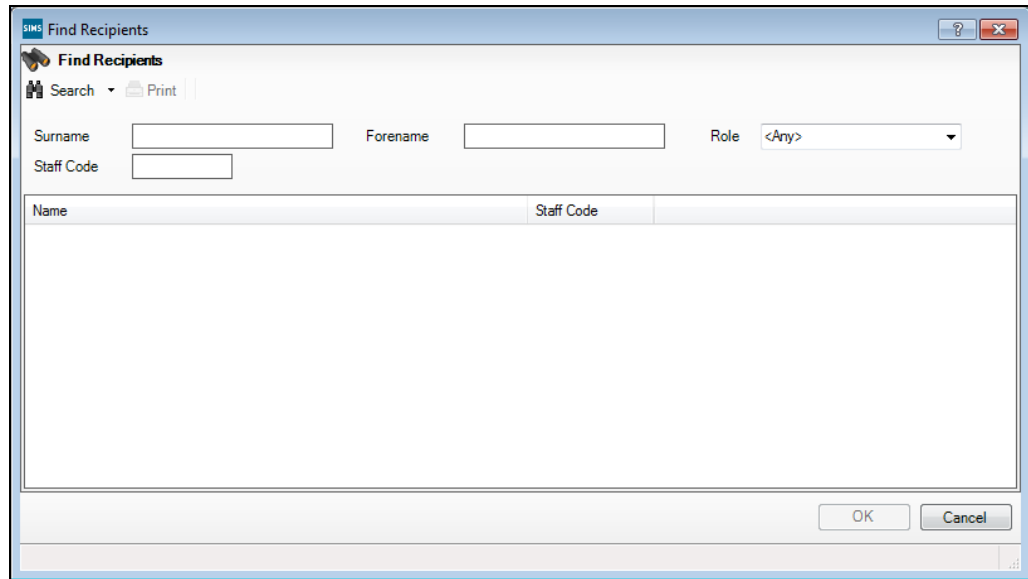 SIMS Find Recipients ?
Find Recipients
Search Print
Surname Forename Role <Any>
Staff Code
Name Staff Code
OK Cancel